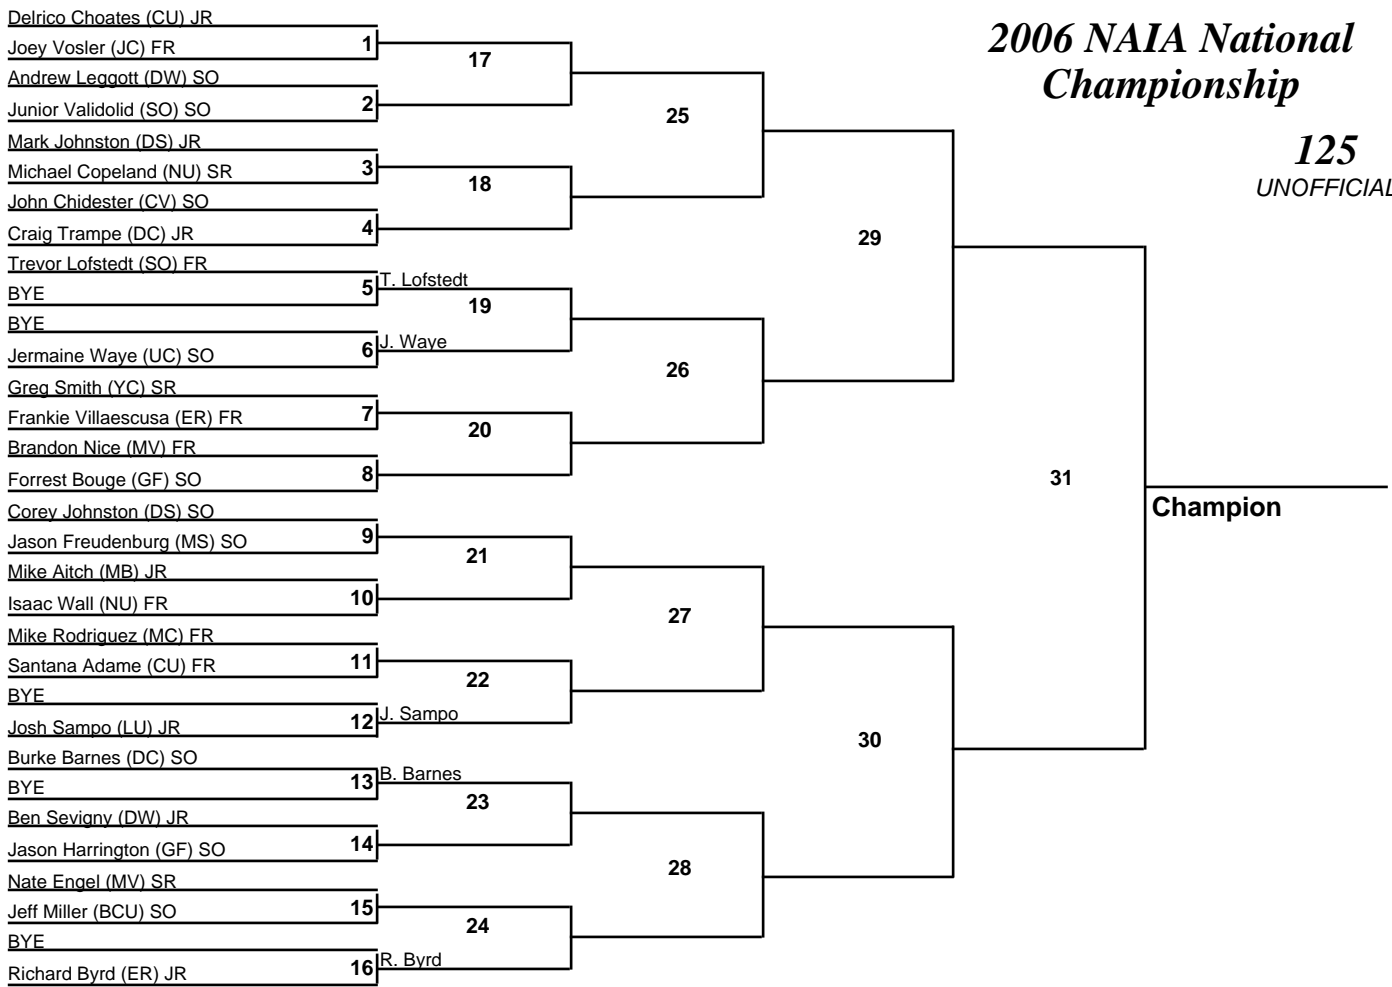 2006 NAIA National
Championship
125
UNOFFICIAL
Delrico Choates (CU) JR
Joey Vosler (JC) FR
1
Andrew Leggott (DW) SO
Junior Validolid (SO) SO
2
Mark Johnston (DS) JR
Michael Copeland (NU) SR
3
John Chidester (CV) SO
Craig Trampe (DC) JR
4
Trevor Lofstedt (SO) FR
BYE
5
T. Lofstedt
BYE
Jermaine Waye (UC) SO
6
J. Waye
Greg Smith (YC) SR
Frankie Villaescusa (ER) FR
7
Brandon Nice (MV) FR
Forrest Bouge (GF) SO
8
Corey Johnston (DS) SO
Jason Freudenburg (MS) SO
9
Mike Aitch (MB) JR
Isaac Wall (NU) FR
10
Mike Rodriguez (MC) FR
Santana Adame (CU) FR
11
BYE
Josh Sampo (LU) JR
12
J. Sampo
Burke Barnes (DC) SO
BYE
13
B. Barnes
Ben Sevigny (DW) JR
Jason Harrington (GF) SO
14
Nate Engel (MV) SR
Jeff Miller (BCU) SO
15
BYE
Richard Byrd (ER) JR
16
R. Byrd
17
18
19
20
21
22
23
24
25
26
27
28
29
30
31
Champion